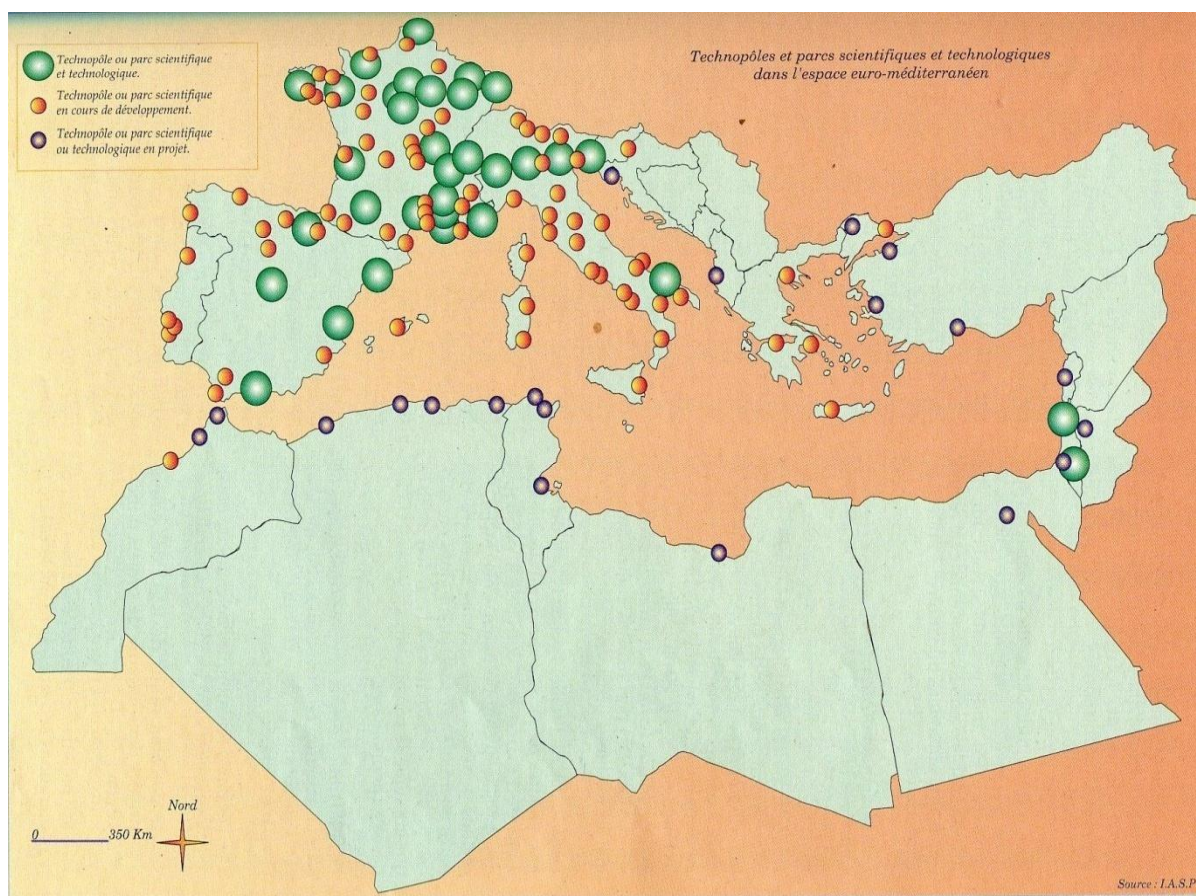 Technopôles et parcs scientifiques et technologiques
dans l'espace euro-méditerranéen
Technopôle ou parc scientifique
et technologique.
Technopôle ou parc scientifique
en cours de développement.
Technopôle ou parc scientifique
ou technologique en projet.
Nord
0 350 Km
Source : I.A.S.P